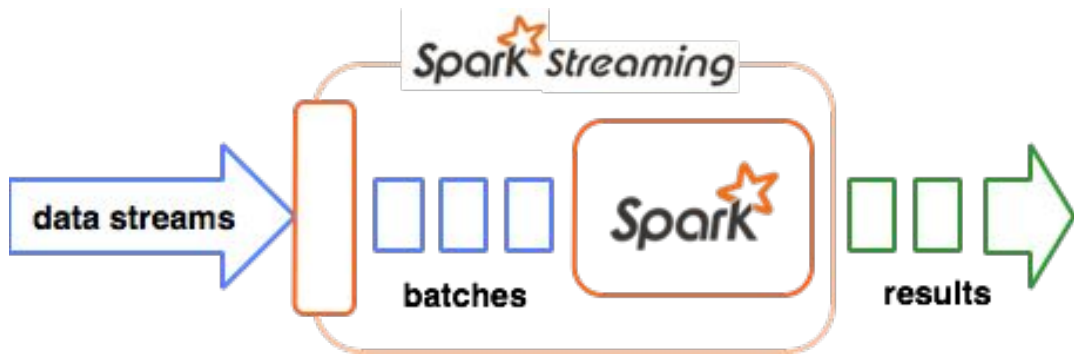 Spark Streaming
data streams
batches
Spark
results